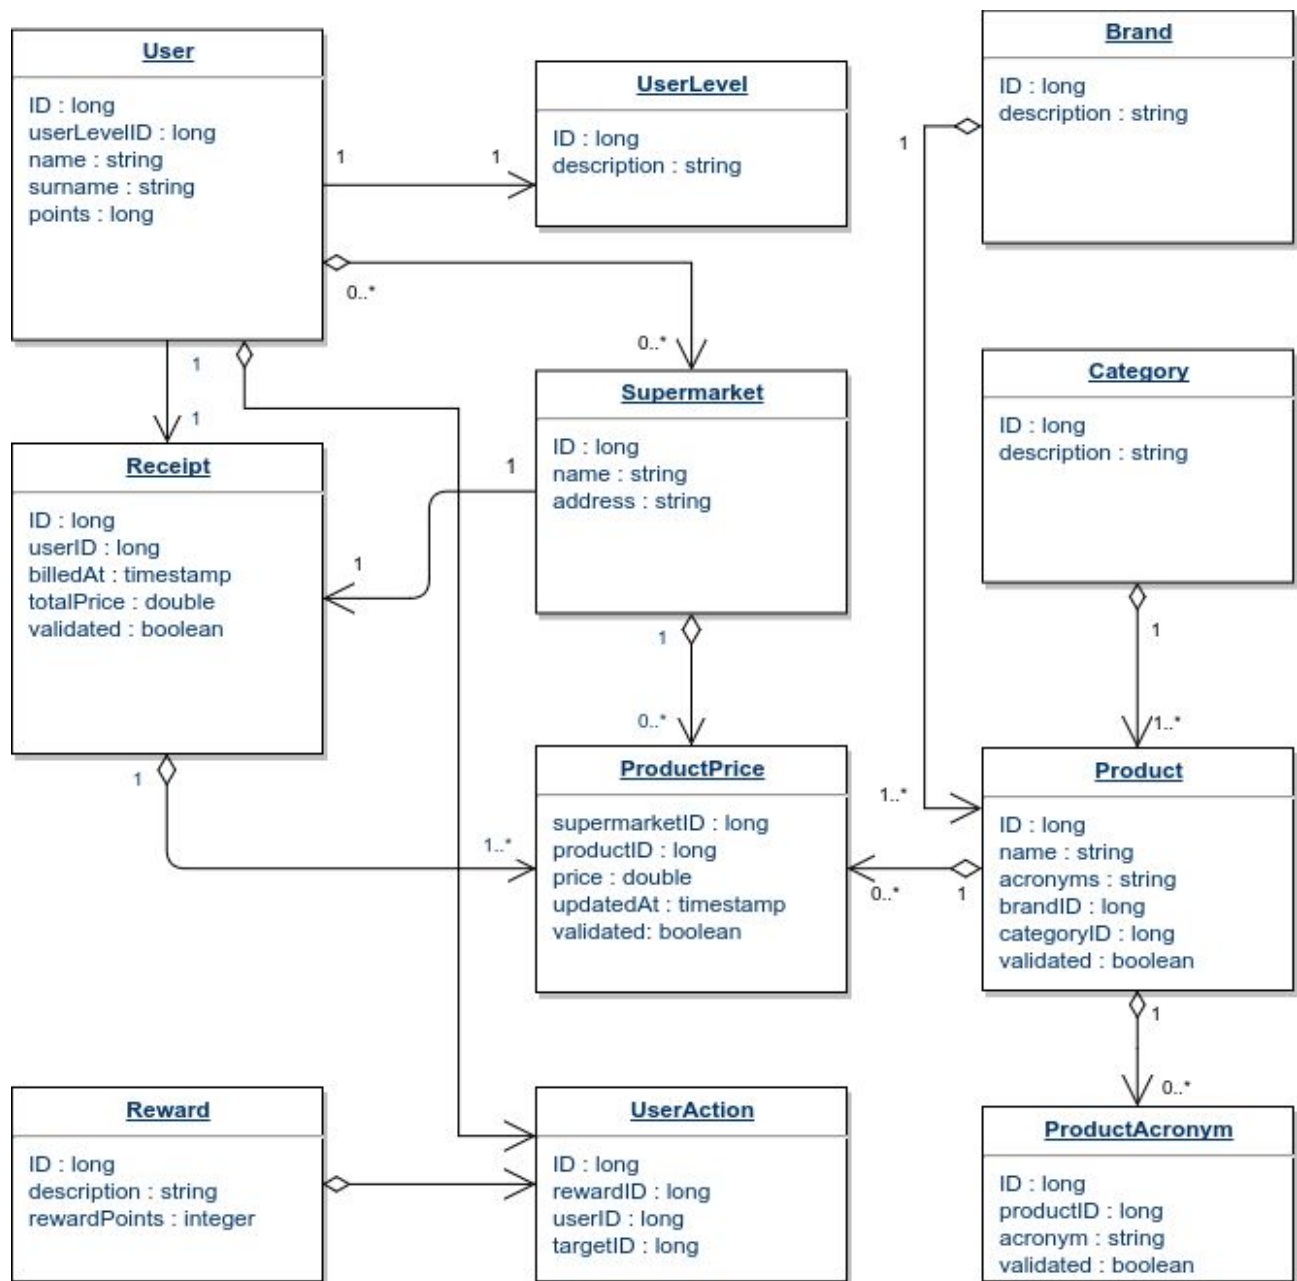 User
ID : long
userLevelID : long
name : string
surname : string
points : long
1
1
UserLevel
ID : long
description : string
Brand
ID : long
description : string
1
0..*
0..*
1
1
Supermarket
ID : long
name : string
address : string
1
1
Category
ID : long
description : string
1
1..*
Receipt
ID : long
userID : long
billedAt : timestamp
totalPrice : double
validated : boolean
1
0..*
1
1..*
ProductPrice
supermarketID : long
productID : long
price : double
updatedAt : timestamp
validated: boolean
1..*
0..*
1
Product
ID : long
name : string
acronyms : string
brandID : long
categoryID : long
validated : boolean
1
0..*
Reward
ID : long
description : string
rewardPoints : integer
UserAction
ID : long
rewardID : long
userID : long
targetID : long
ProductAcronym
ID : long
productID : long
acronym : string
validated : boolean